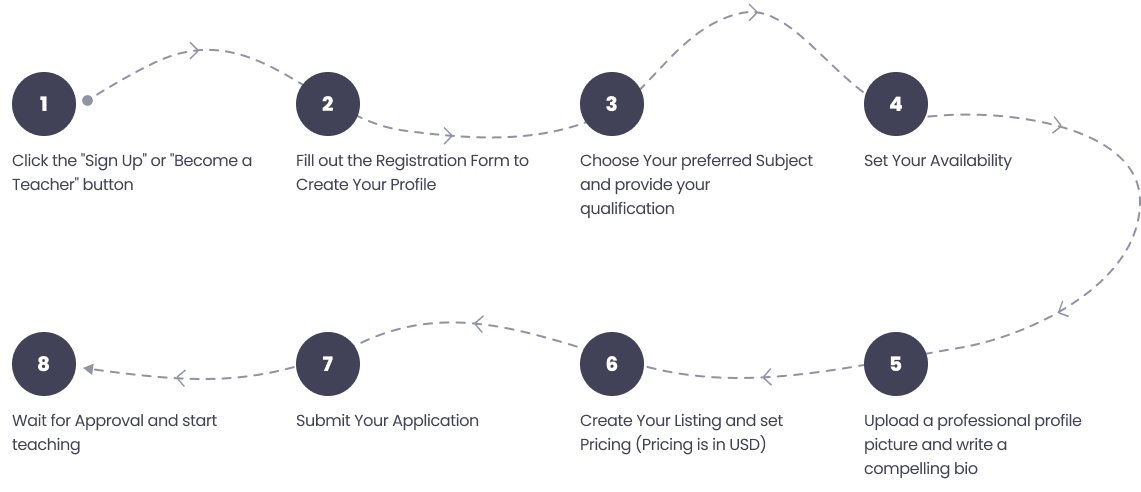 1
Click the "Sign Up" or "Become a
Teacher" button
2
Fill out the Registration Form to
Create Your Profile
3
Choose Your preferred Subject
and provide your
qualification
4
Set Your Availability
5
Upload a professional profile
picture and write a
compelling bio
6
Create Your Listing and set
Pricing (Pricing is in USD)
7
Submit Your Application
8
Wait for Approval and start
teaching